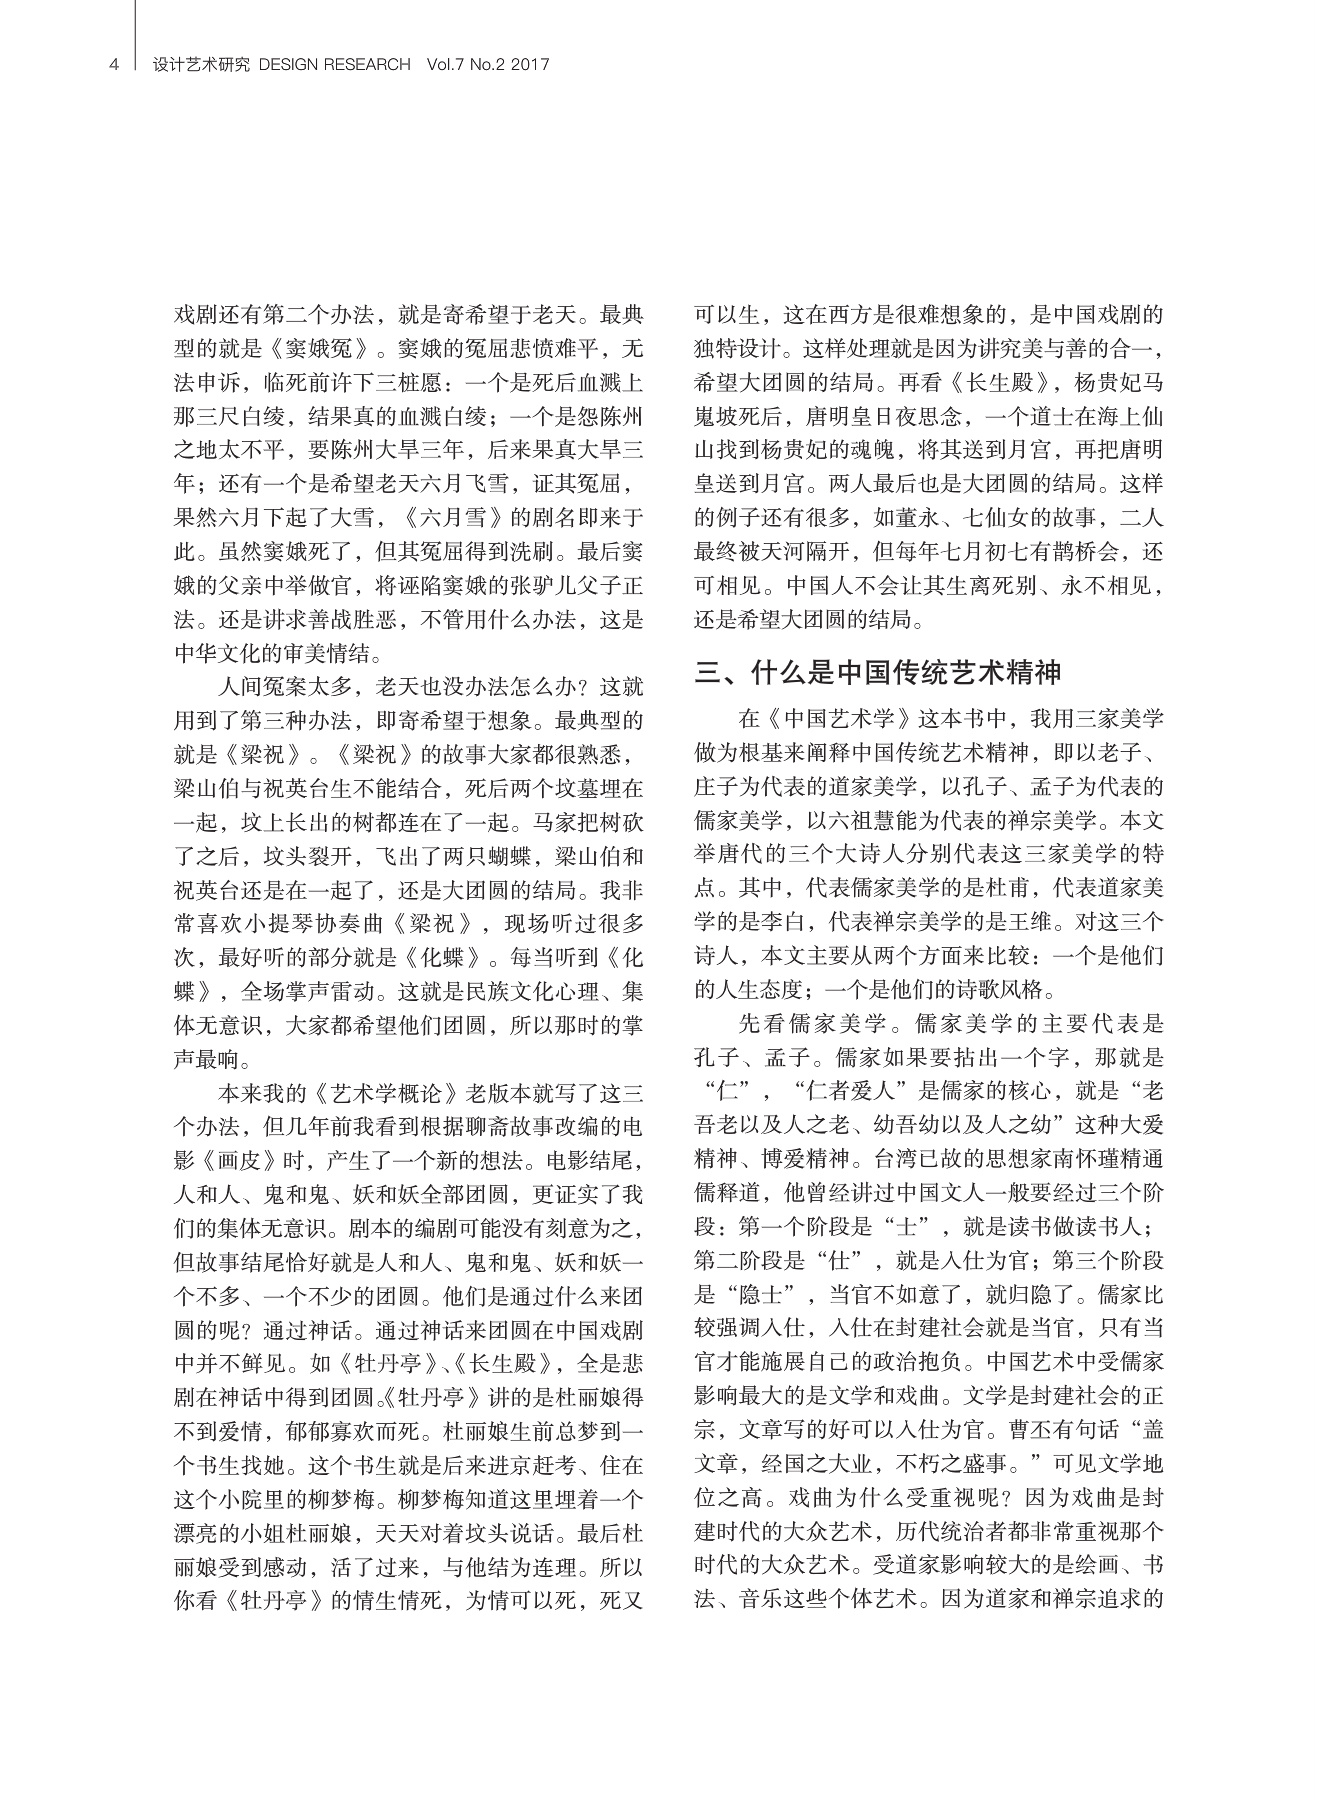 4 设计艺术研究 DESIGN RESEARCH Vol.7 No.2 2017
戏剧还有第二个办法，就是寄希望于老天。最典
型的就是《窦娥冤》。窦娥的冤屈悲愤难平，无
法申诉，临死前许下三桩愿：一个是死后血溅上
那三尺白绫，结果真的血溅白绫；一个是怨陈州
之地太不平，要陈州大旱三年，后来果真大旱三
年；还有一个是希望老天六月飞雪，证其冤屈，
果然六月下起了大雪，《六月雪》的剧名即来于
此。虽然窦娥死了，但其冤屈得到洗刷。最后窦
娥的父亲中举做官，将诬陷窦娥的张驴儿父子正
法。还是讲求善战胜恶，不管用什么办法，这是
中华文化的审美情结。
人间冤案太多，老天也没办法怎么办？这就
用到了第三种办法，即寄希望于想象。最典型的
就是《梁祝》。《梁祝》的故事大家都很熟悉，
梁山伯与祝英台生不能结合，死后两个坟墓埋在
一起，坟上长出的树都连在了一起。马家把树砍
了之后，坟头裂开，飞出了两只蝴蝶，梁山伯和
祝英台还是在一起了，还是大团圆的结局。我非
常喜欢小提琴协奏曲《梁祝》，现场听过很多
次，最好听的部分就是《化蝶》。每当听到《化
蝶》，全场掌声雷动。这就是民族文化心理、集
体无意识，大家都希望他们团圆，所以那时的掌
声最响。
本来我的《艺术学概论》老版本就写了这三
个办法，但几年前我看到根据聊斋故事改编的电
影《画皮》时，产生了一个新的想法。电影结尾，
人和人、鬼和鬼、妖和妖全部团圆，更证实了我
们的集体无意识。剧本的编剧可能没有刻意为之，
但故事结尾恰好就是人和人、鬼和鬼、妖和妖一
个不多、一个不少的团圆。他们是通过什么来团
圆的呢？通过神话。通过神话来团圆在中国戏剧
中并不鲜见。如《牡丹亭》、《长生殿》，全是悲
剧在神话中得到团圆。《牡丹亭》讲的是杜丽娘得
不到爱情，郁郁寡欢而死。杜丽娘生前总梦到一
个书生找她。这个书生就是后来进京赶考、住在
这个小院里的柳梦梅。柳梦梅知道这里埋着一个
漂亮的小姐杜丽娘，天天对着坟头说话。最后杜
丽娘受到感动，活了过来，与他结为连理。所以
你看《牡丹亭》的情生情死，为情可以死，死又
可以生，这在西方是很难想象的，是中国戏剧的
独特设计。这样处理就是因为讲究美与善的合一，
希望大团圆的结局。再看《长生殿》，杨贵妃马
嵬坡死后，唐明皇日夜思念，一个道士在海上仙
山找到杨贵妃的魂魄，将其送到月宫，再把唐明
皇送到月宫。两人最后也是大团圆的结局。这样
的例子还有很多，如董永、七仙女的故事，二人
最终被天河隔开，但每年七月初七有鹊桥会，还
可相见。中国人不会让其生离死别、永不相见，
还是希望大团圆的结局。
三、什么是中国传统艺术精神
在《中国艺术学》这本书中，我用三家美学
做为根基来阐释中国传统艺术精神，即以老子、
庄子为代表的道家美学，以孔子、孟子为代表的
儒家美学，以六祖慧能为代表的禅宗美学。本文
举唐代的三个大诗人分别代表这三家美学的特
点。其中，代表儒家美学的是杜甫，代表道家美
学的是李白，代表禅宗美学的是王维。对这三个
诗人，本文主要从两个方面来比较：一个是他们
的人生态度；一个是他们的诗歌风格。
先看儒家美学。儒家美学的主要代表是
孔子、孟子。儒家如果要拈出一个字，那就是
“仁”，“仁者爱人”是儒家的核心，就是“老
吾老以及人之老、幼吾幼以及人之幼”这种大爱
精神、博爱精神。台湾已故的思想家南怀瑾精通
儒释道，他曾经讲过中国文人一般要经过三个阶
段：第一个阶段是“士”，就是读书做读书人；
第二阶段是“仕”，就是入仕为官；第三个阶段
是“隐士”，当官不如意了，就归隐了。儒家比
较强调入仕，入仕在封建社会就是当官，只有当
官才能施展自己的政治抱负。中国艺术中受儒家
影响最大的是文学和戏曲。文学是封建社会的正
宗，文章写的好可以入仕为官。曹丕有句话“盖
文章，经国之大业，不朽之盛事。”可见文学地
位之高。戏曲为什么受重视呢？因为戏曲是封
建时代的大众艺术，历代统治者都非常重视那个
时代的大众艺术。受道家影响较大的是绘画、书
法、音乐这些个体艺术。因为道家和禅宗追求的